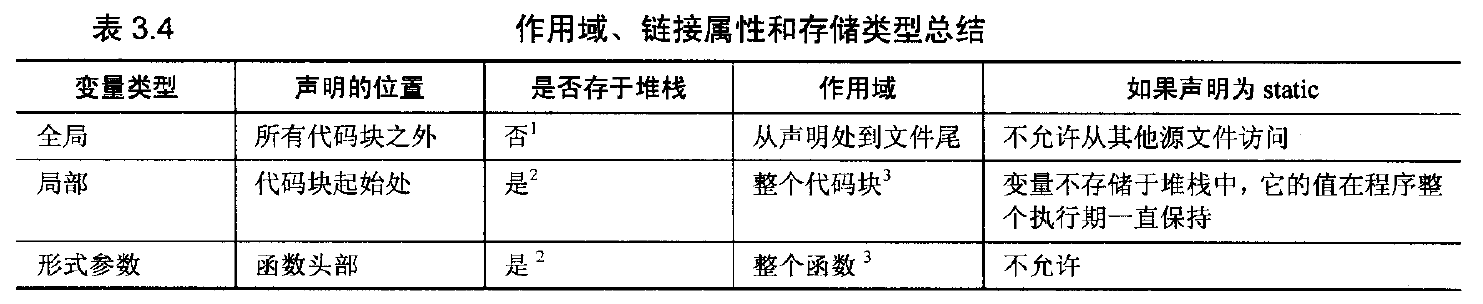 表 3.4 作用域、链接属性和存储类型总结
变量类型 声明的位置 是否存于堆栈 作用域 如果声明为 static
全局 所有代码块之外 否1 从声明处到文件尾 不允许从其他源文件访问
局部 代码块起始处 是2 整个代码块3 变量不存储于堆栈中，它的值在程序整
个执行期一直保持
形式参数 函数头部 是2 整个函数3 不允许